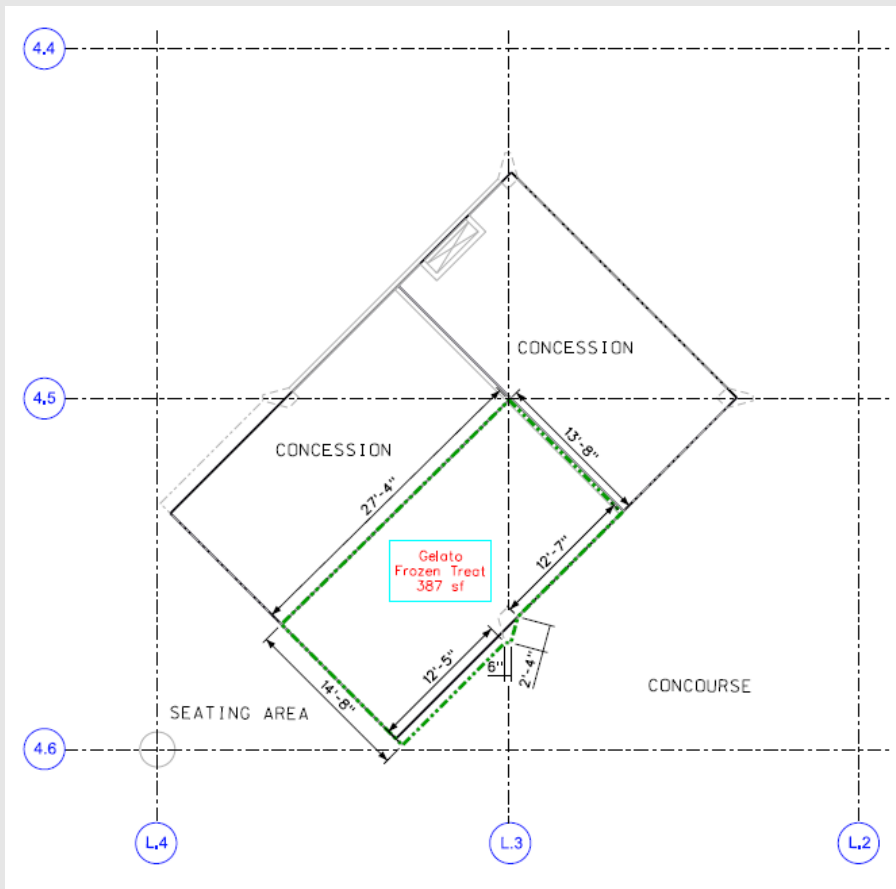 4.4
CONCESSION
4.5
13'-8"
CONCESSION
27'-4"
Gelato
Frozen Treat
387 sf
12'-7"
12'-5"
6"
2'-4"
14'-8"
CONCOURSE
SEATING AREA
4.6
L.4
L.3
L.2